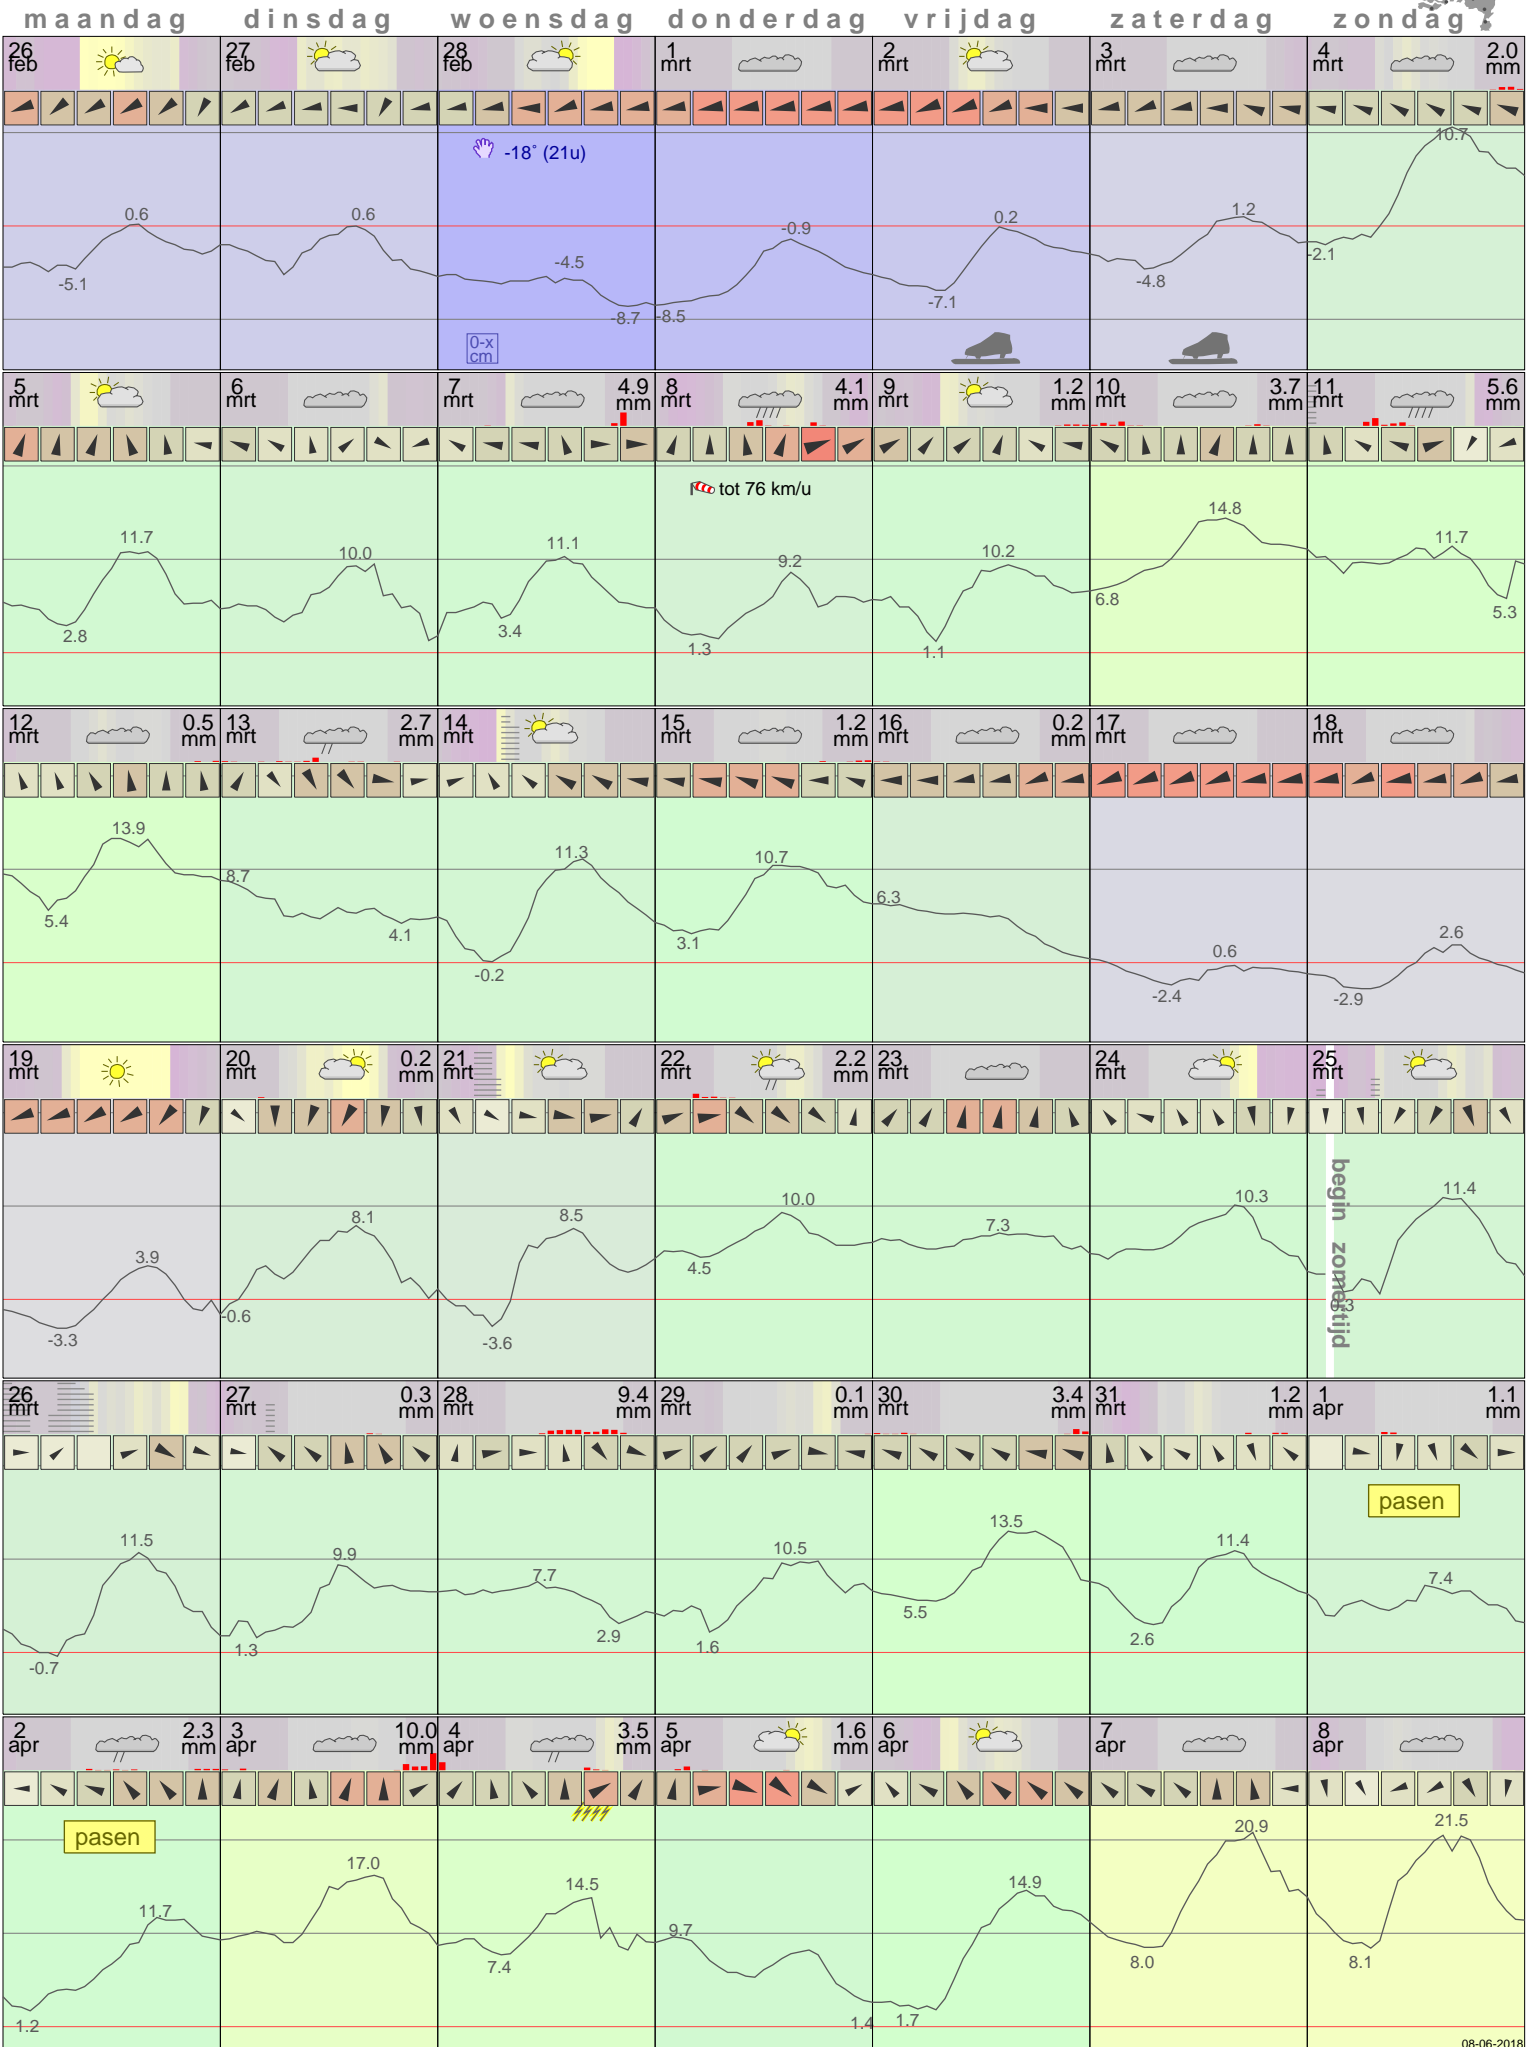 maandag dinsdag woensdag donderdag vrijdag zaterdag zondag
26 27 28 1 2 3 4 2.0
feb feb feb mrt mrt mrt mrt mm
-18° (21u)
10.7
0.6 0.6 -4.5 -0.9 0.2 1.2
-5.1 -8.7 -8.5 -7.1 -4.8 -2.1
0-x
cm
5 6 7 4.9 8 4.1 9 1.2 10 3.7 11 5.6
mrt mrt mrt mm mrt mm mrt mm mrt mm mrt mm
tot 76 km/u
11.7 10.0 11.1 9.2 10.2 14.8 11.7
2.8 3.4 1.3 1.1 6.8 5.3
12 0.5 13 2.7 14 15 1.2 16 0.2 17 18
mrt mm mrt mm mrt mrt mm mrt mm mrt mrt
13.9 8.7 11.3 10.7 6.3 0.6 2.6
5.4 4.1 -0.2 3.1 -2.4 -2.9
19 20 0.2 21 22 2.2 23 24 25
mrt mrt mm mrt mrt mm mrt mrt mrt
begin zomertijd
3.9 8.1 8.5 10.0 7.3 10.3 11.4
-3.3 -0.6 -3.6 4.5 0.3
26 27 0.3 28 9.4 29 0.1 30 3.4 31 1.2 1 1.1
mrt mrt mm mrt mm mrt mm mrt mm mrt mm apr mm
pasen
11.5 9.9 7.7 10.5 13.5 11.4 7.4
-0.7 1.3 2.9 1.6 5.5 2.6
2 2.3 3 10.0 4 3.5 5 1.6 6 7 8
apr mm apr mm apr mm apr mm apr apr apr
pasen
11.7 17.0 14.5 9.7 14.9 20.9 21.5
1.2 7.4 1.4 1.7 8.0 8.1
08-06-2018